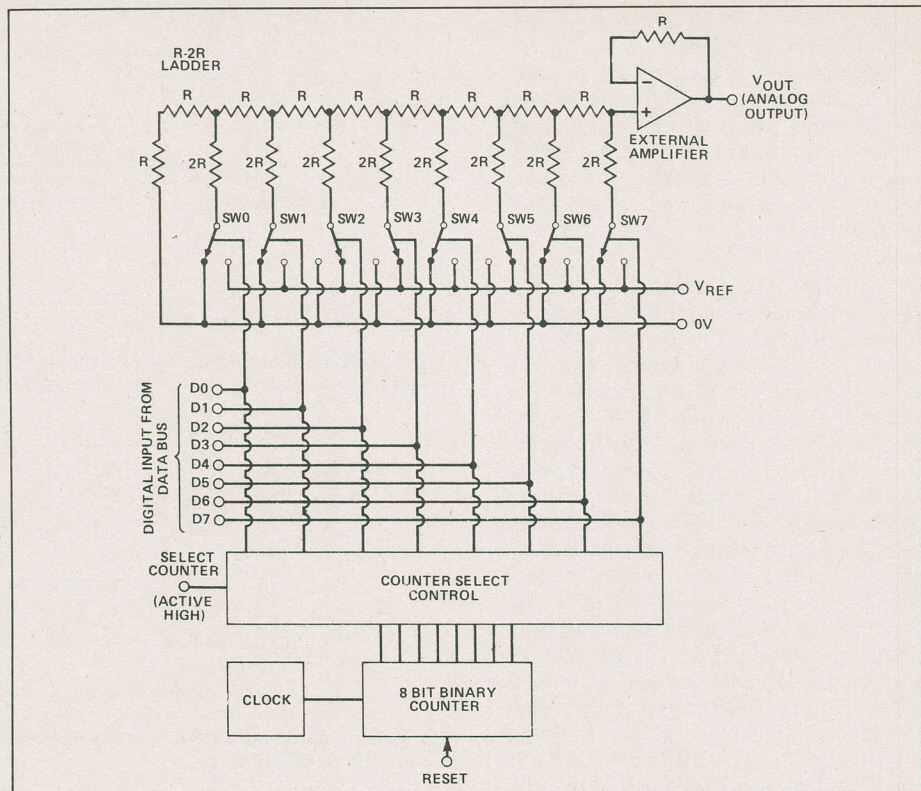 R-2R
LADDER
R R R R R R R R
R
V OUT
(ANALOG
OUTPUT)
EXTERNAL
AMPLIFIER
R 2R 2R 2R 2R 2R 2R 2R 2R
SW0 SW1 SW2 SW3 SW4 SW5 SW6 SW7
V REF
0V
DIGITAL INPUT FROM
DATA BUS
D0
D1
D2
D3
D4
D5
D6
D7
SELECT
COUNTER
(ACTIVE
HIGH)
COUNTER SELECT
CONTROL
CLOCK
8 BIT BINARY
COUNTER
RESET